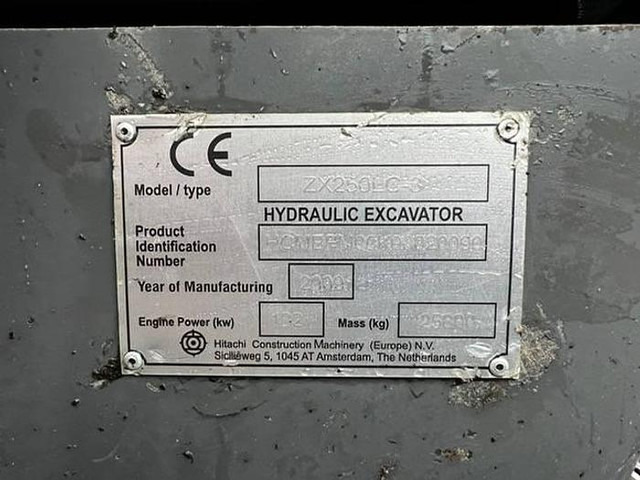 CE
Model / type ZX250LC-3
HYDRAULIC EXCAVATOR
Product
Identification
Number
Year of Manufacturing
Engine Power (kw) Mass (kg)
Hitachi Construction Machinery (Europe) N.V.
Siciliëweg 5, 1045 AT Amsterdam, The Netherlands